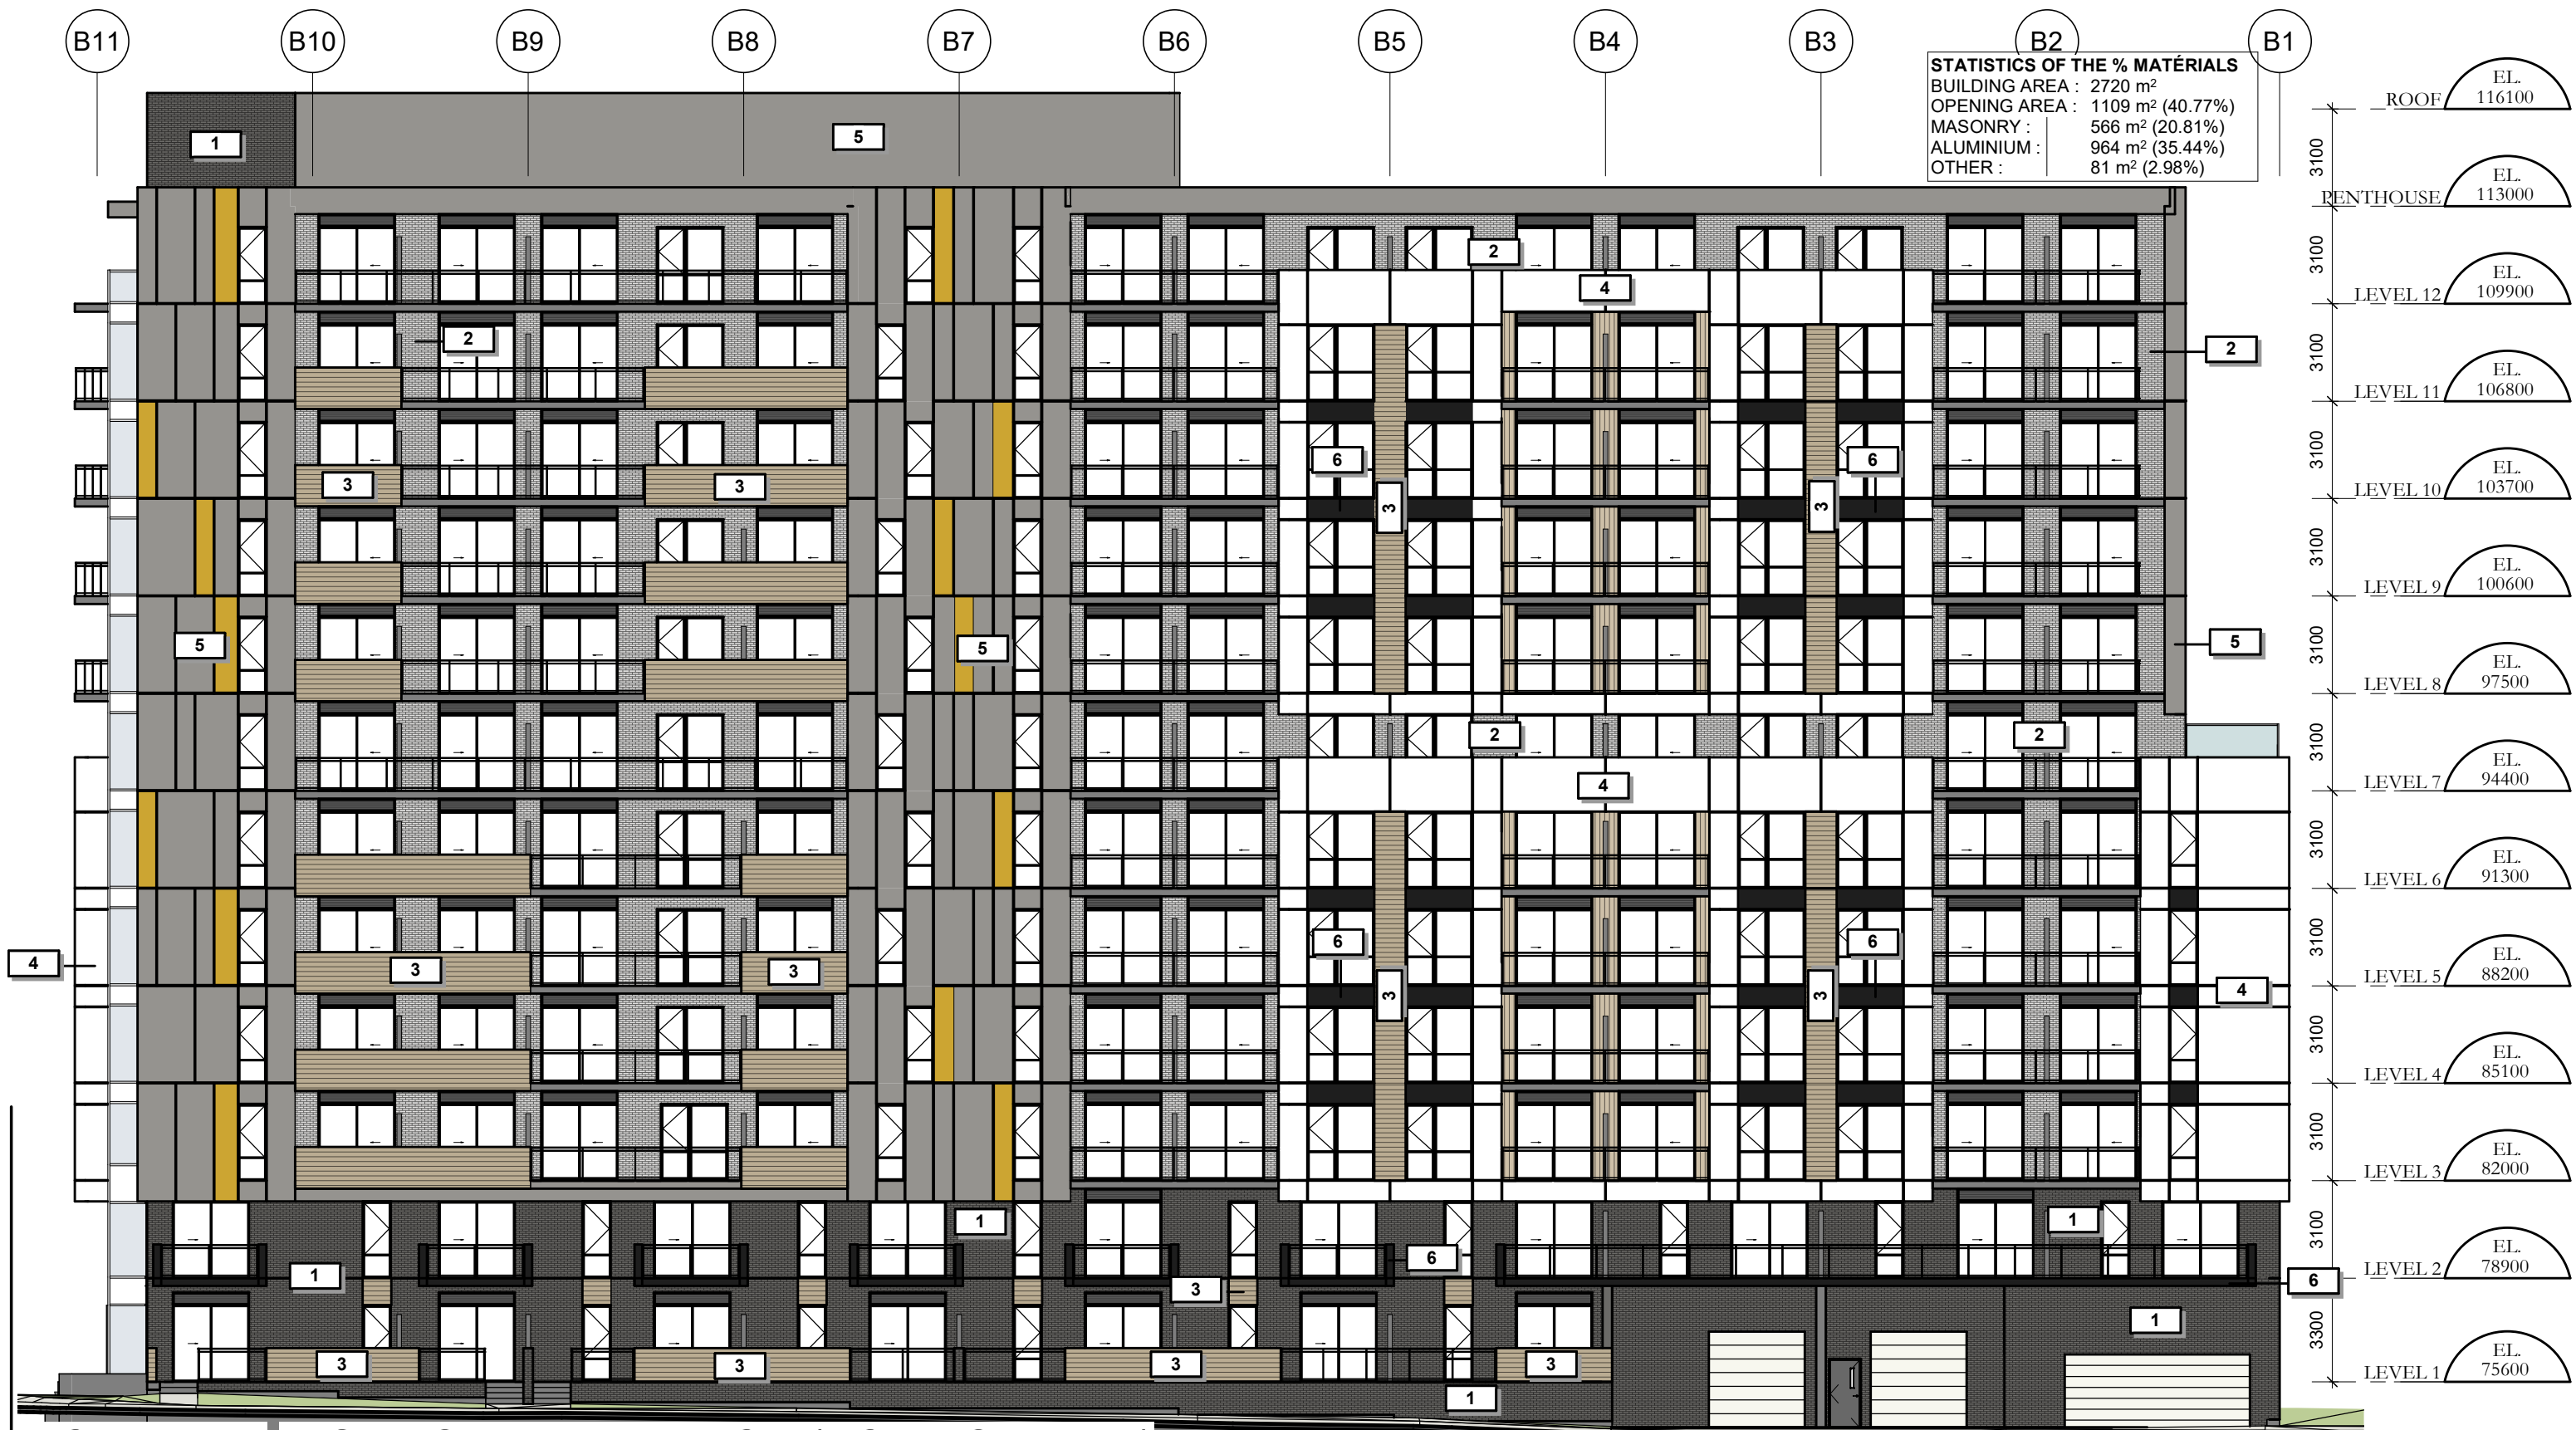 B11 B10 B9 B8 B7 B6 B5 B4 B3 B2 B1
STATISTICS OF THE % MATÉRIALS
BUILDING AREA : 2720 m²
OPENING AREA : 1109 m² (40.77%)
MASONRY : 566 m² (20.81%)
ALUMINIUM : 964 m² (35.44%)
OTHER : 81 m² (2.98%)
ROOF EL. 116100
3100
PENTHOUSE EL. 113000
3100
LEVEL 12 EL. 109900
3100
LEVEL 11 EL. 106800
3100
LEVEL 10 EL. 103700
3100
LEVEL 9 EL. 100600
3100
LEVEL 8 EL. 97500
3100
LEVEL 7 EL. 94400
3100
LEVEL 6 EL. 91300
3100
LEVEL 5 EL. 88200
3100
LEVEL 4 EL. 85100
3100
LEVEL 3 EL. 82000
3100
LEVEL 2 EL. 78900
3300
LEVEL 1 EL. 75600
1 5
2
4
2 2
6 6
3 3
3 3
5 5 5
2 2
4
6 6
4 3 3
3 3 4
1 1
6
1 3 6
1
3 3 3 3
1